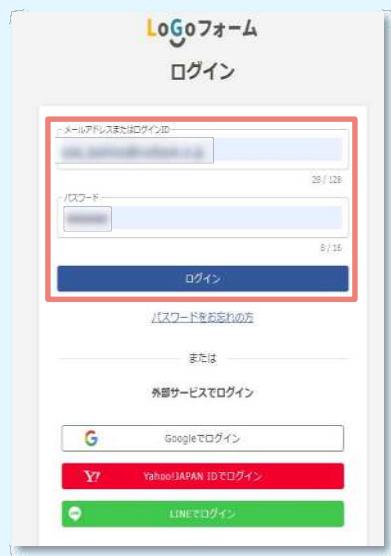 LoGoフォーム
ログイン
メールアドレスまたはログインID
28 / 128
パスワード
8 / 16
ログイン
パスワードをお忘れの方
または
外部サービスでログイン
Googleでログイン
Y! Yahoo!JAPAN IDでログイン
LINEでログイン